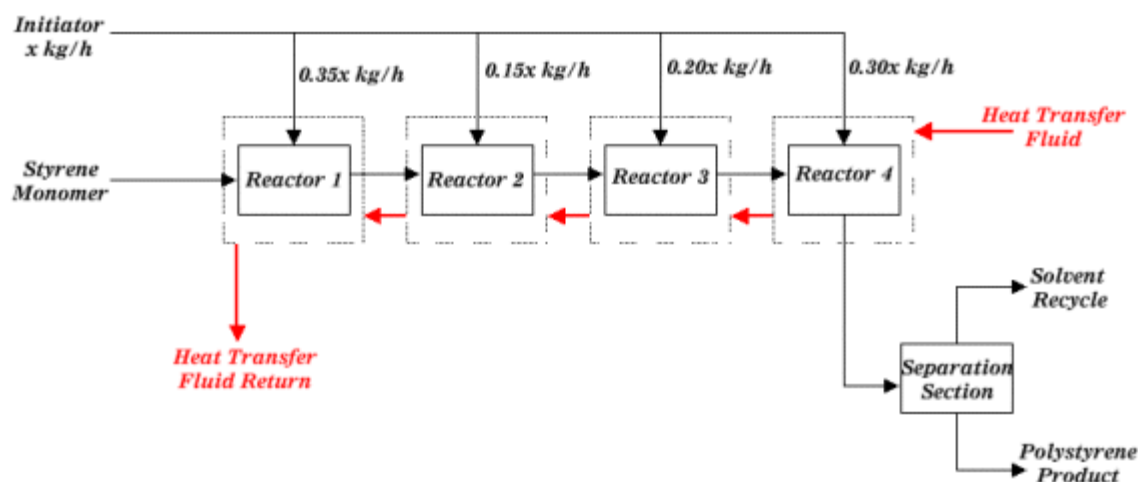 Initiator
x kg/h
0.35x kg/h
0.15x kg/h
0.20x kg/h
0.30x kg/h
Heat Transfer
Fluid
Styrene
Monomer
Reactor 1
Reactor 2
Reactor 3
Reactor 4
Heat Transfer
Fluid Return
Solvent
Recycle
Separation
Section
Polystyrene
Product